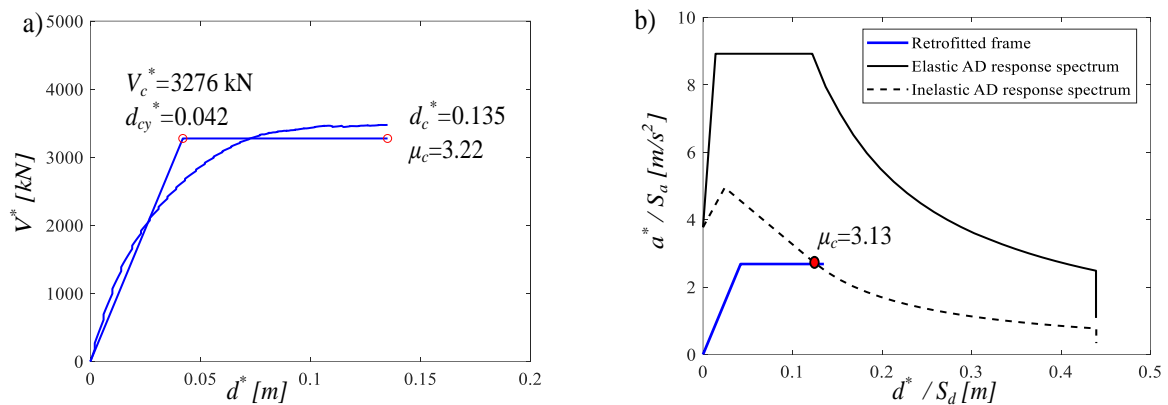 a)
5000
4000
3000
2000
1000
0
V* [kN]
V_c*=3276 kN
d_cy*=0.042
d_c*=0.135
μ_c=3.22
0 0.05 0.1 0.15 0.2
d* [m]
b)
10
8
6
4
2
0
a* / S_a [m/s²]
Retrofitted frame
Elastic AD response spectrum
Inelastic AD response spectrum
μ_c=3.13
0 0.1 0.2 0.3 0.4 0.5
d* / S_d [m]